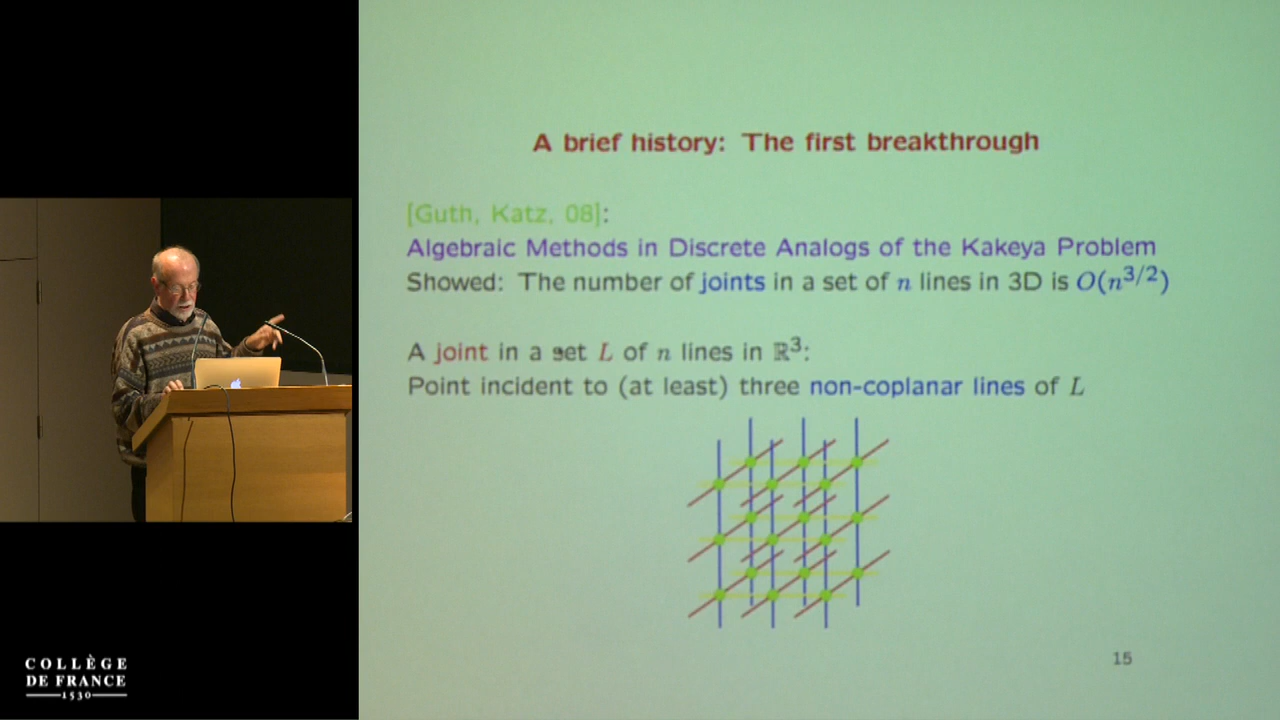 A brief history: The first breakthrough
[Guth, Katz, 08]:
Algebraic Methods in Discrete Analogs of the Kakeya Problem
Showed: The number of joints in a set of n lines in 3D is O(n^{3/2})
A joint in a set L of n lines in ℝ³:
Point incident to (at least) three non-coplanar lines of L
15
COLLÈGE
DE FRANCE
1530